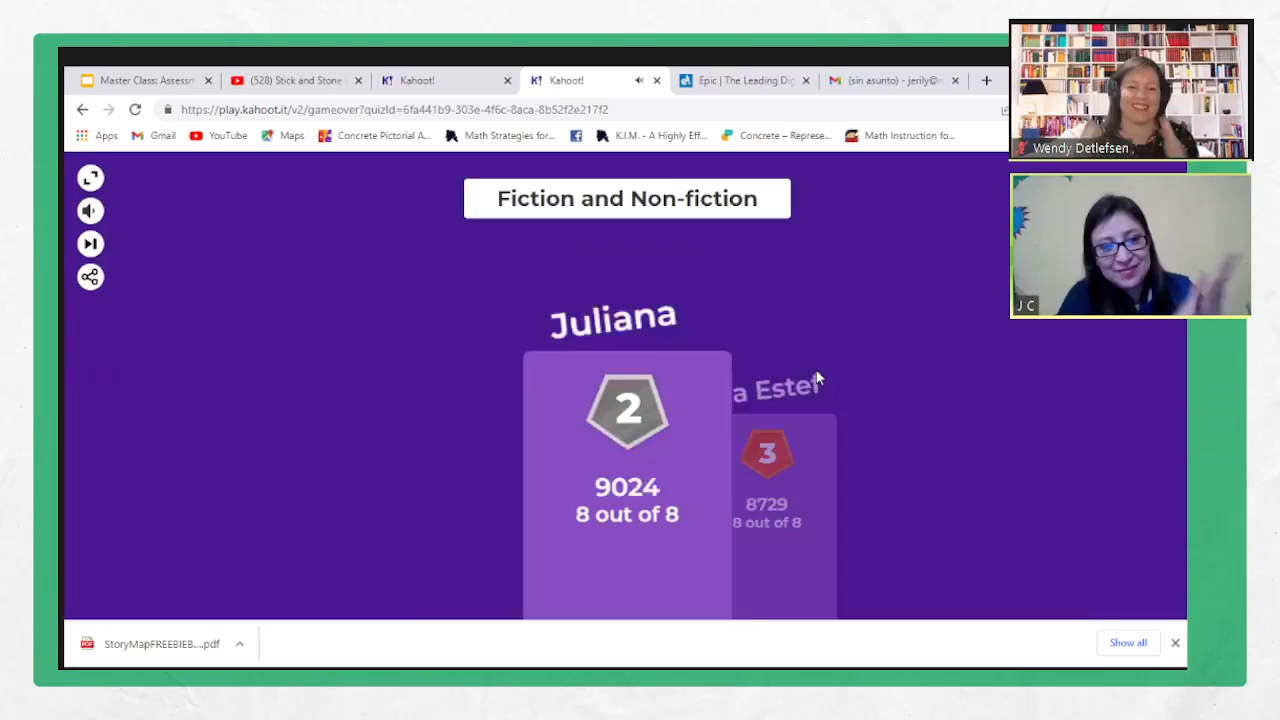 Master Class: Assessm
(528) Stick and Stone
K! Kahoot!
K! Kahoot!
Epic | The Leading Dig
(sin asunto) - jenly@m
https://play.kahoot.it/v2/gameover?quizId=6fa441b9-303e-4f6c-8aca-8b52f2e217f2
Apps
Gmail
YouTube
Maps
Concrete Pictorial A...
Math Strategies for...
K.I.M. - A Highly Eff...
Concrete – Represe...
Math Instruction fo...
Wendy Detlefsen
J C
Fiction and Non-fiction
Juliana
a Estef
2
9024
8 out of 8
3
8729
8 out of 8
PDF
StoryMapFREEBIEB....pdf
Show all